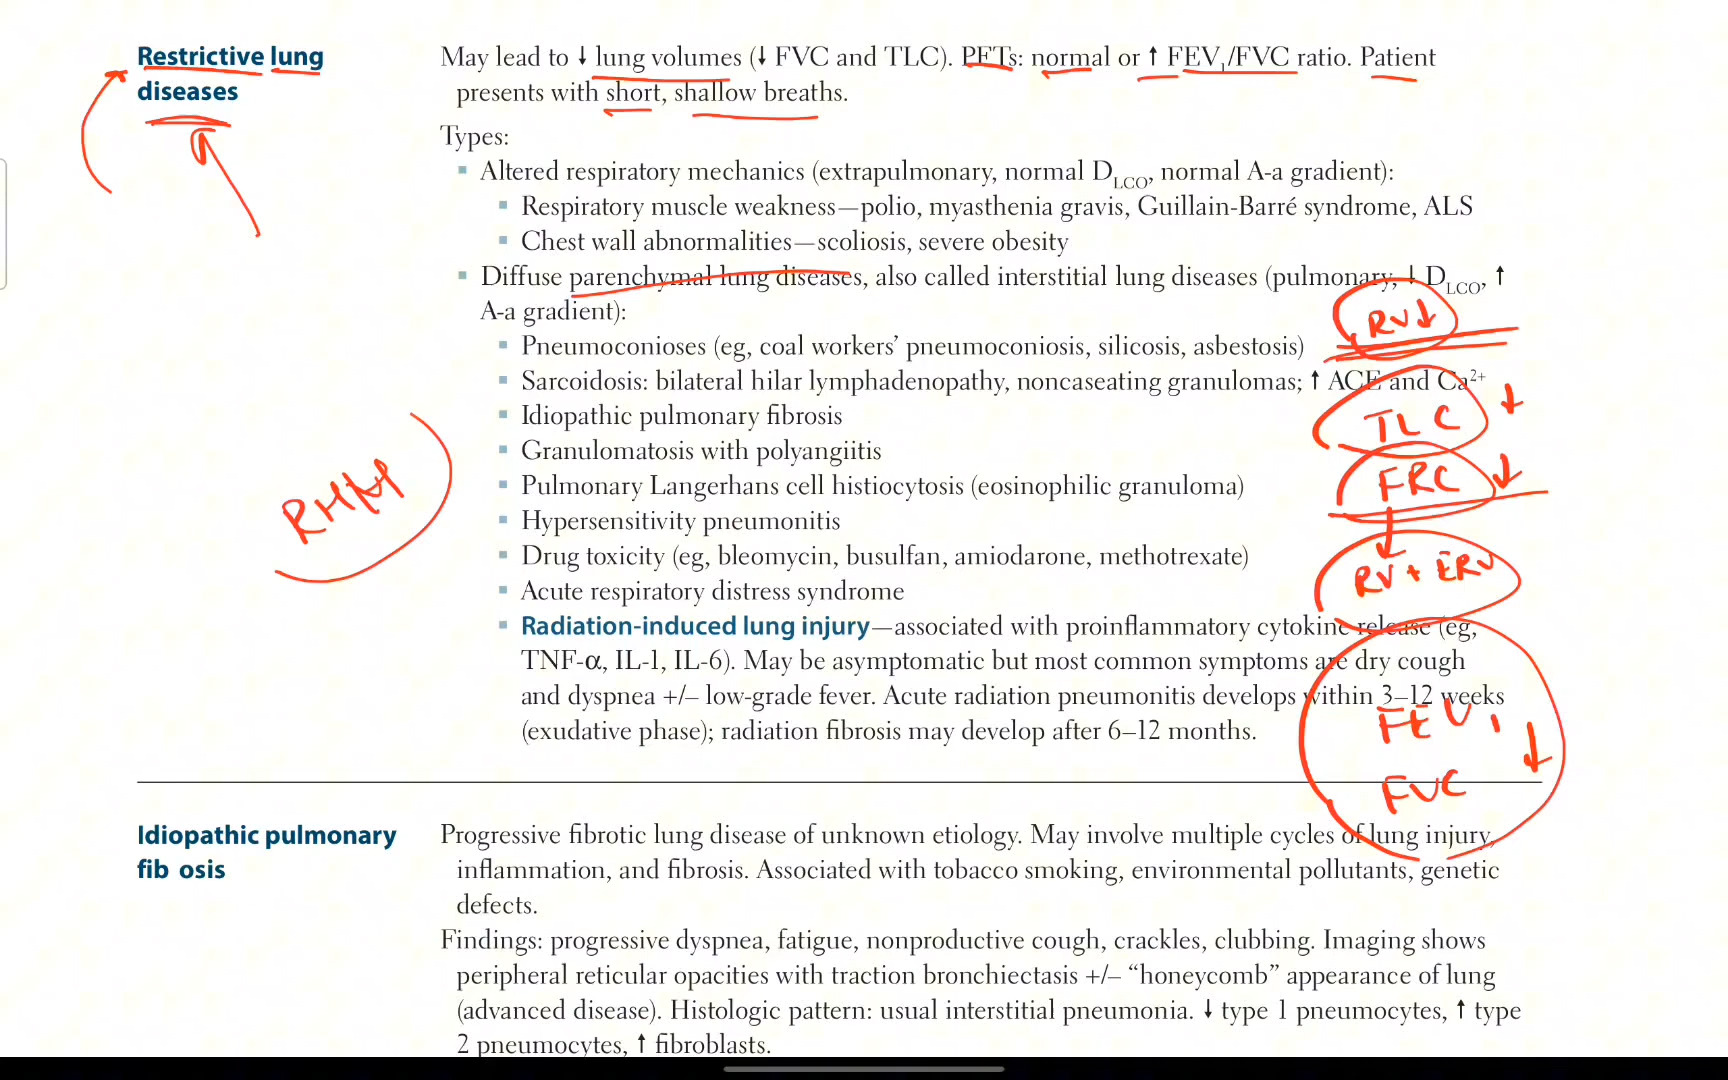 Restrictive lung
diseases
May lead to ↓ lung volumes (↓ FVC and TLC). PFTs: normal or ↑ FEV₁/FVC ratio. Patient
presents with short, shallow breaths.
Types:
▪ Altered respiratory mechanics (extrapulmonary, normal D_LCO, normal A-a gradient):
▪ Respiratory muscle weakness—polio, myasthenia gravis, Guillain-Barré syndrome, ALS
▪ Chest wall abnormalities—scoliosis, severe obesity
▪ Diffuse parenchymal lung diseases, also called interstitial lung diseases (pulmonary, ↓ D_LCO, ↑
A-a gradient):
▪ Pneumoconioses (eg, coal workers’ pneumoconiosis, silicosis, asbestosis)
▪ Sarcoidosis: bilateral hilar lymphadenopathy, noncaseating granulomas; ↑ ACE and Ca²⁺
▪ Idiopathic pulmonary fibrosis
▪ Granulomatosis with polyangiitis
▪ Pulmonary Langerhans cell histiocytosis (eosinophilic granuloma)
▪ Hypersensitivity pneumonitis
▪ Drug toxicity (eg, bleomycin, busulfan, amiodarone, methotrexate)
▪ Acute respiratory distress syndrome
▪ Radiation-induced lung injury—associated with proinflammatory cytokine release (eg,
TNF-α, IL-1, IL-6). May be asymptomatic but most common symptoms are dry cough
and dyspnea +/– low-grade fever. Acute radiation pneumonitis develops within 3–12 weeks
(exudative phase); radiation fibrosis may develop after 6–12 months.
RV↓
TLC ↓
FRC ↓
RV + ERV
FEV₁ ↓
FVC
Idiopathic pulmonary
fib osis
Progressive fibrotic lung disease of unknown etiology. May involve multiple cycles of lung injury,
inflammation, and fibrosis. Associated with tobacco smoking, environmental pollutants, genetic
defects.
Findings: progressive dyspnea, fatigue, nonproductive cough, crackles, clubbing. Imaging shows
peripheral reticular opacities with traction bronchiectasis +/– “honeycomb” appearance of lung
(advanced disease). Histologic pattern: usual interstitial pneumonia. ↓ type 1 pneumocytes, ↑ type
2 pneumocytes, ↑ fibroblasts.